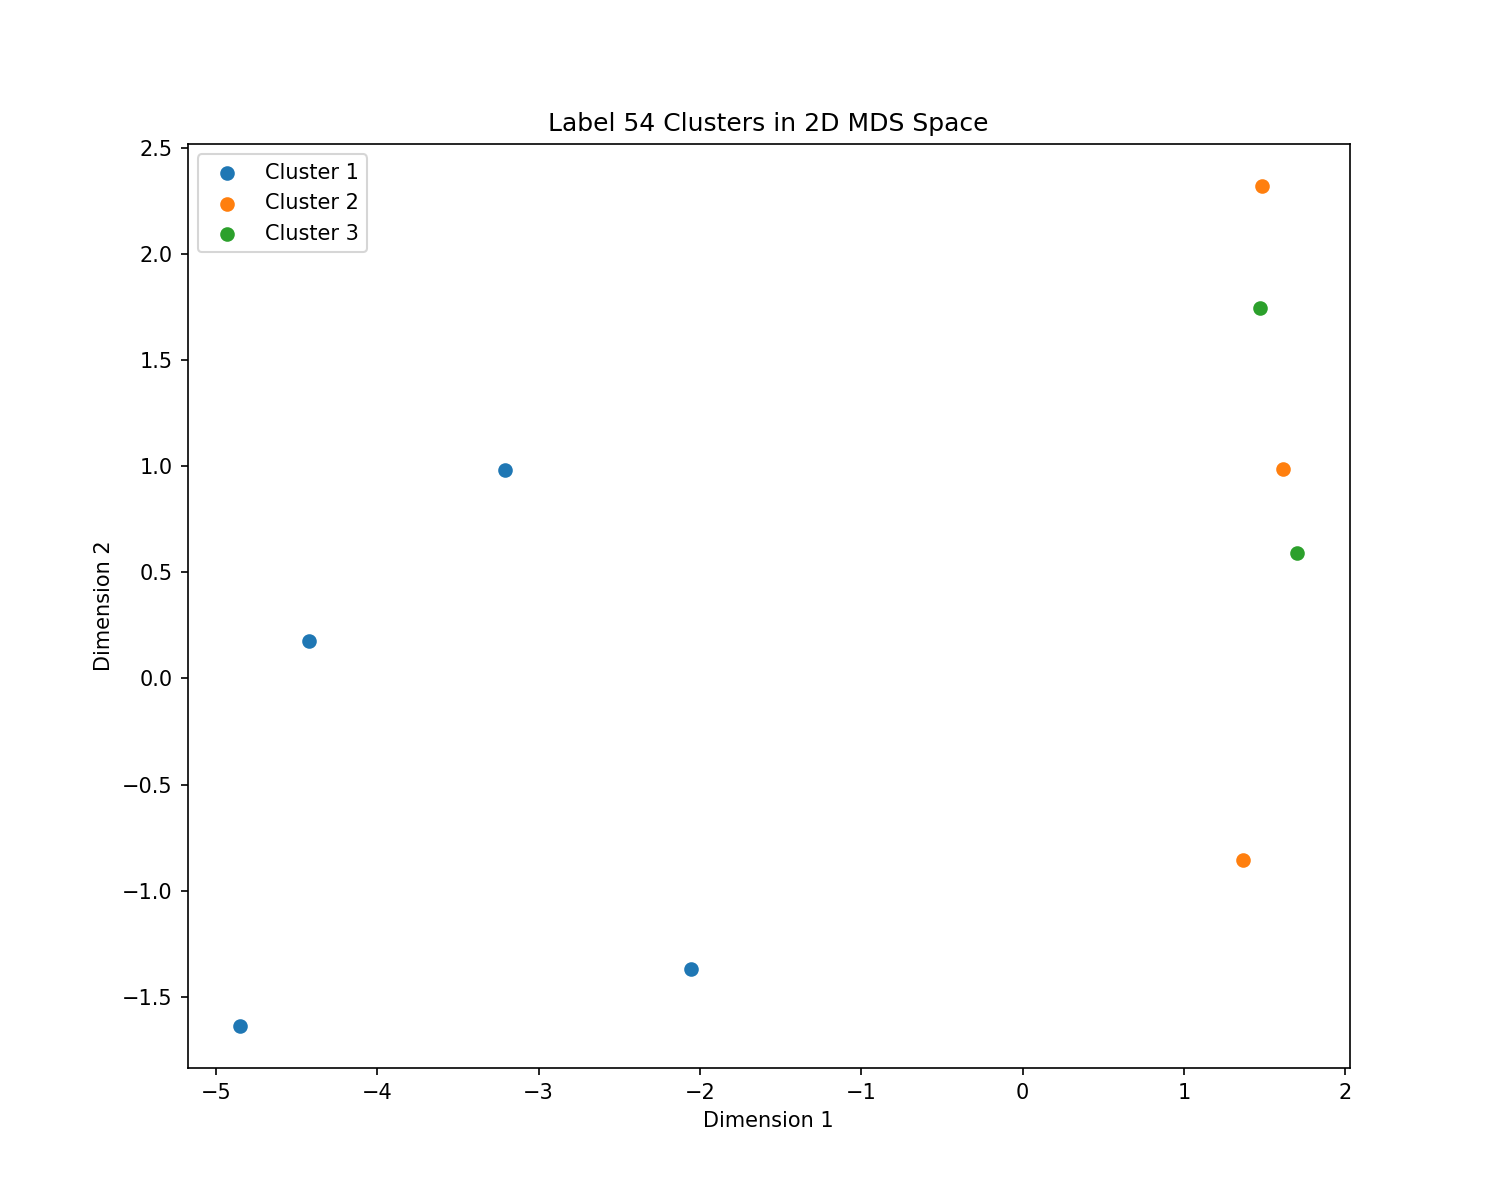 Label 54 Clusters in 2D MDS Space
2.5
2.0
1.5
1.0
0.5
0.0
−0.5
−1.0
−1.5
Cluster 1
Cluster 2
Cluster 3
Dimension 2
−5 −4 −3 −2 −1 0 1 2
Dimension 1